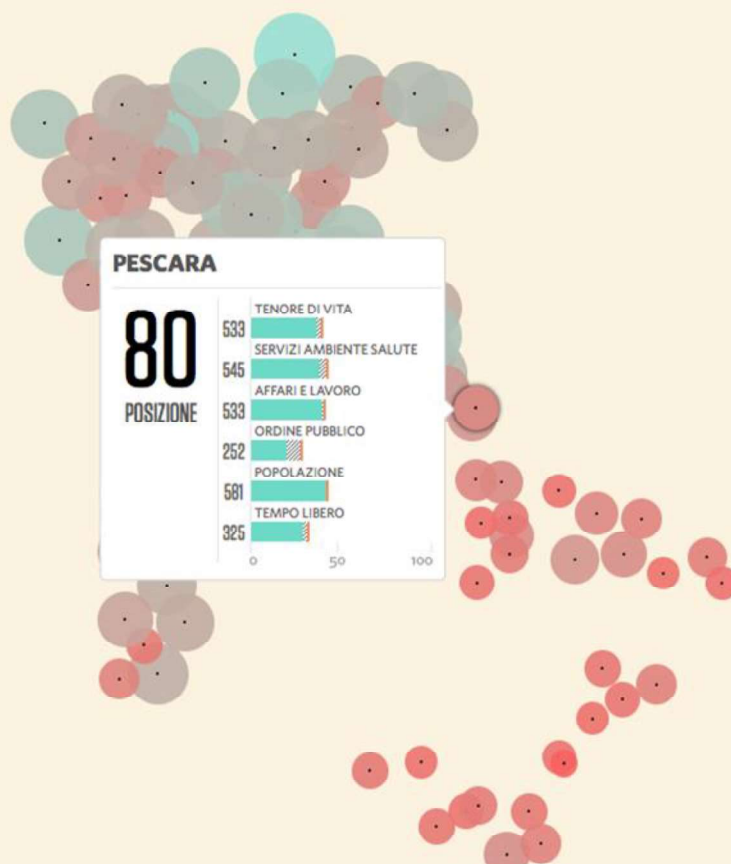 PESCARA
80
POSIZIONE
TENORE DI VITA
533
SERVIZI AMBIENTE SALUTE
545
AFFARI E LAVORO
533
ORDINE PUBBLICO
252
POPOLAZIONE
581
TEMPO LIBERO
325
0 50 100